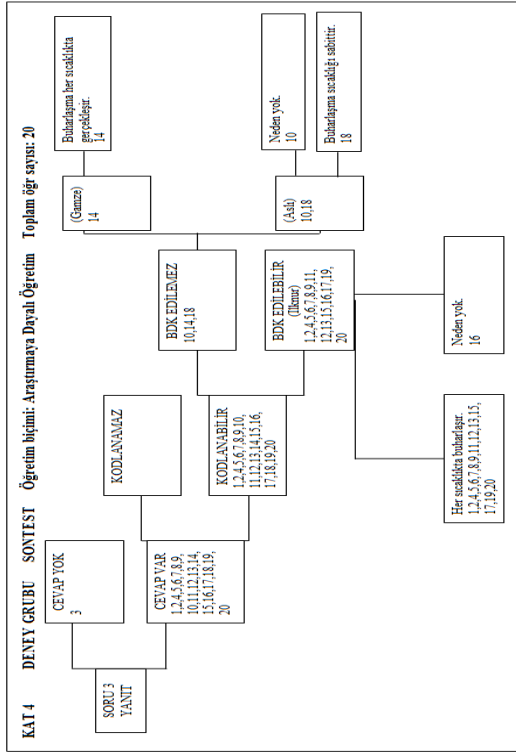 KAT 4 DENEY GRUBU SONTEST Öğretim biçimi: Araştırmaya Dayalı Öğretim Toplam öğr sayısı: 20
SORU 3
YANIT
CEVAP YOK
3
CEVAP VAR
1,2,4,5,6,7,8,9,
10,11,12,13,14
15,16,17,18,19,
20
KODLANAMAZ
KODLANABİLİR
1,2,4,5,6,7,8,9,10,
11,12,13,14,15,16,
17,18,19,20
BDK EDİLEMEZ
10,14,18
BDK EDİLEBİLİR
(İlknur)
1,2,4,5,6,7,8,9,11,
12,13,15,16,17,19,
20
(Gamze)
14
(Aslı)
10,18
Buharlaşma her sıcaklıkta
gerçekleşir.
14
Neden yok.
10
Buharlaşma sıcaklığı sabittir.
18
Her sıcaklıkta buharlaşır.
1,2,4,5,6,7,8,9,11,12,13,15,
17,19,20
Neden yok.
16